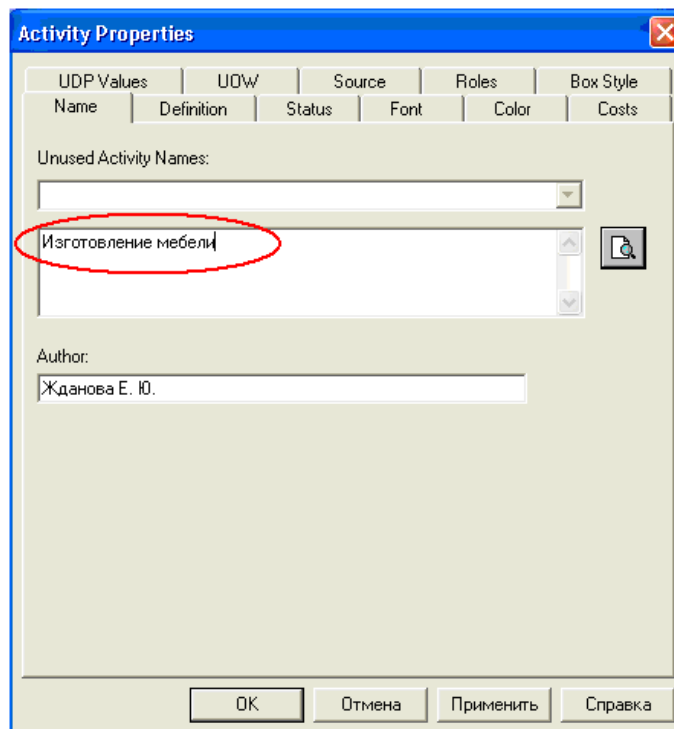 Activity Properties
UDP Values UOW Source Roles Box Style
Name Definition Status Font Color Costs
Unused Activity Names:
Изготовление мебели
Author:
Жданова Е. Ю.
OK Отмена Применить Справка